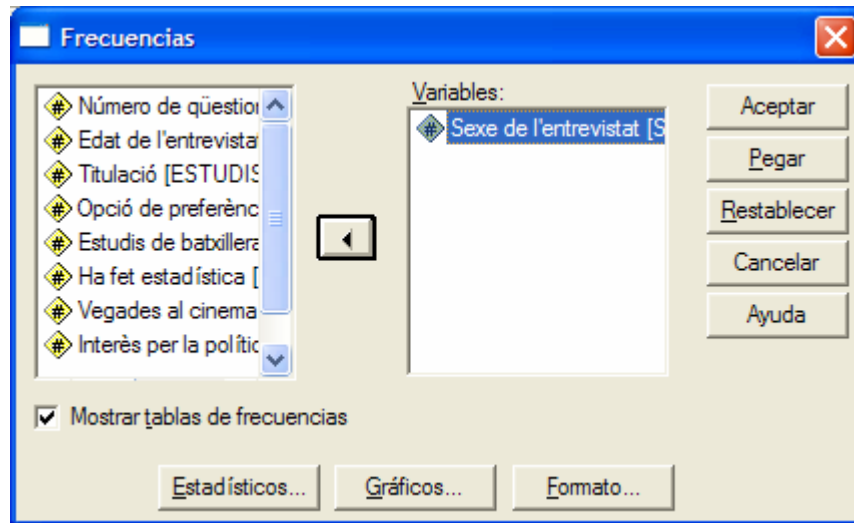 Frecuencias
Número de qüestion
Edat de l'entrevistat
Titulació [ESTUDIS
Opció de preferènc
Estudis de batxillera
Ha fet estadística [
Vegades al cinema
Interès per la polític
Variables:
Sexe de l'entrevistat [S
Aceptar
Pegar
Restablecer
Cancelar
Ayuda
Mostrar tablas de frecuencias
Estadísticos...
Gráficos...
Formato...